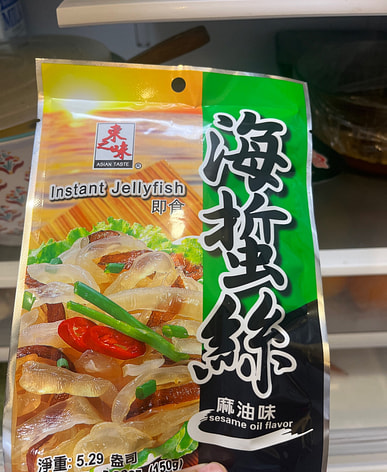 東之味
ASIAN TASTE
®
Instant Jellyfish
即食
海蜇絲
麻油味
sesame oil flavor
淨重: 5.29 盎司
(150g)